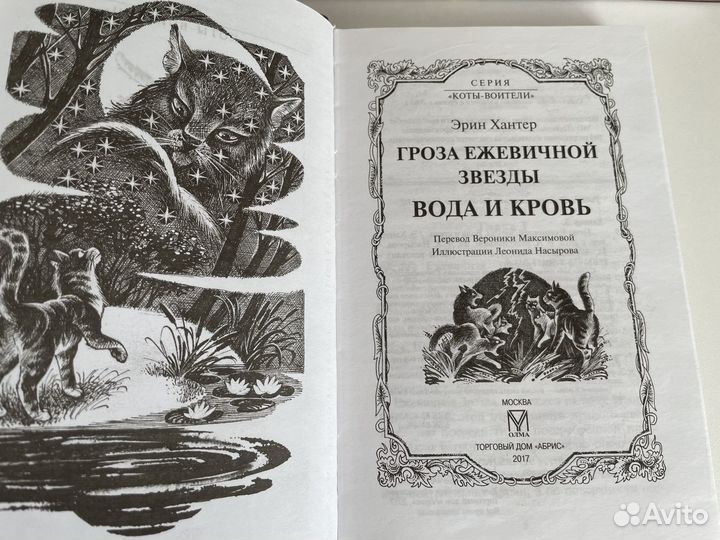 СЕРИЯ
«КОТЫ-ВОИТЕЛИ»
Эрин Хантер
ГРОЗА ЕЖЕВИЧНОЙ
ЗВЕЗДЫ
ВОДА И КРОВЬ
Перевод Вероники Максимовой
Иллюстрации Леонида Насырова
МОСКВА
ОЛМА
ТОРГОВЫЙ ДОМ «АБРИС»
2017
Avito